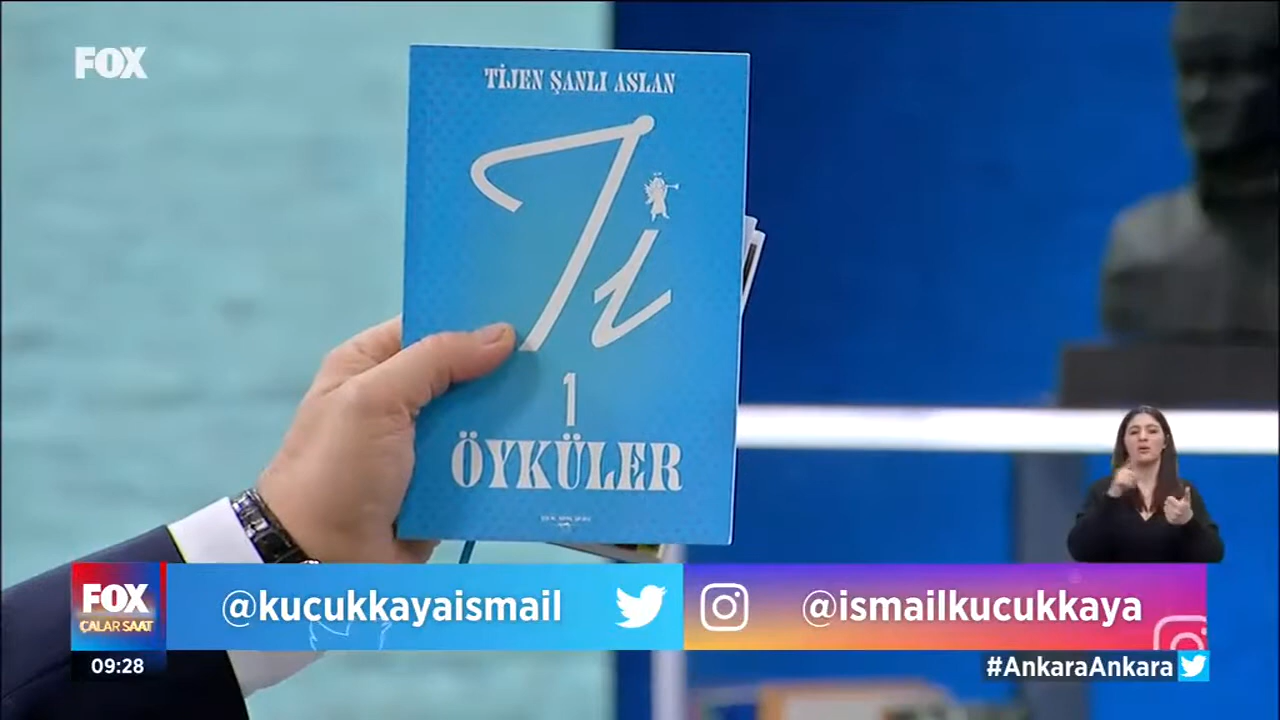 FOX
TİJEN ŞANLI ASLAN
Ti
1
ÖYKÜLER
FOX
ÇALAR SAAT
@kucukkayaismail
@ismailkucukkaya
09:28
#AnkaraAnkara